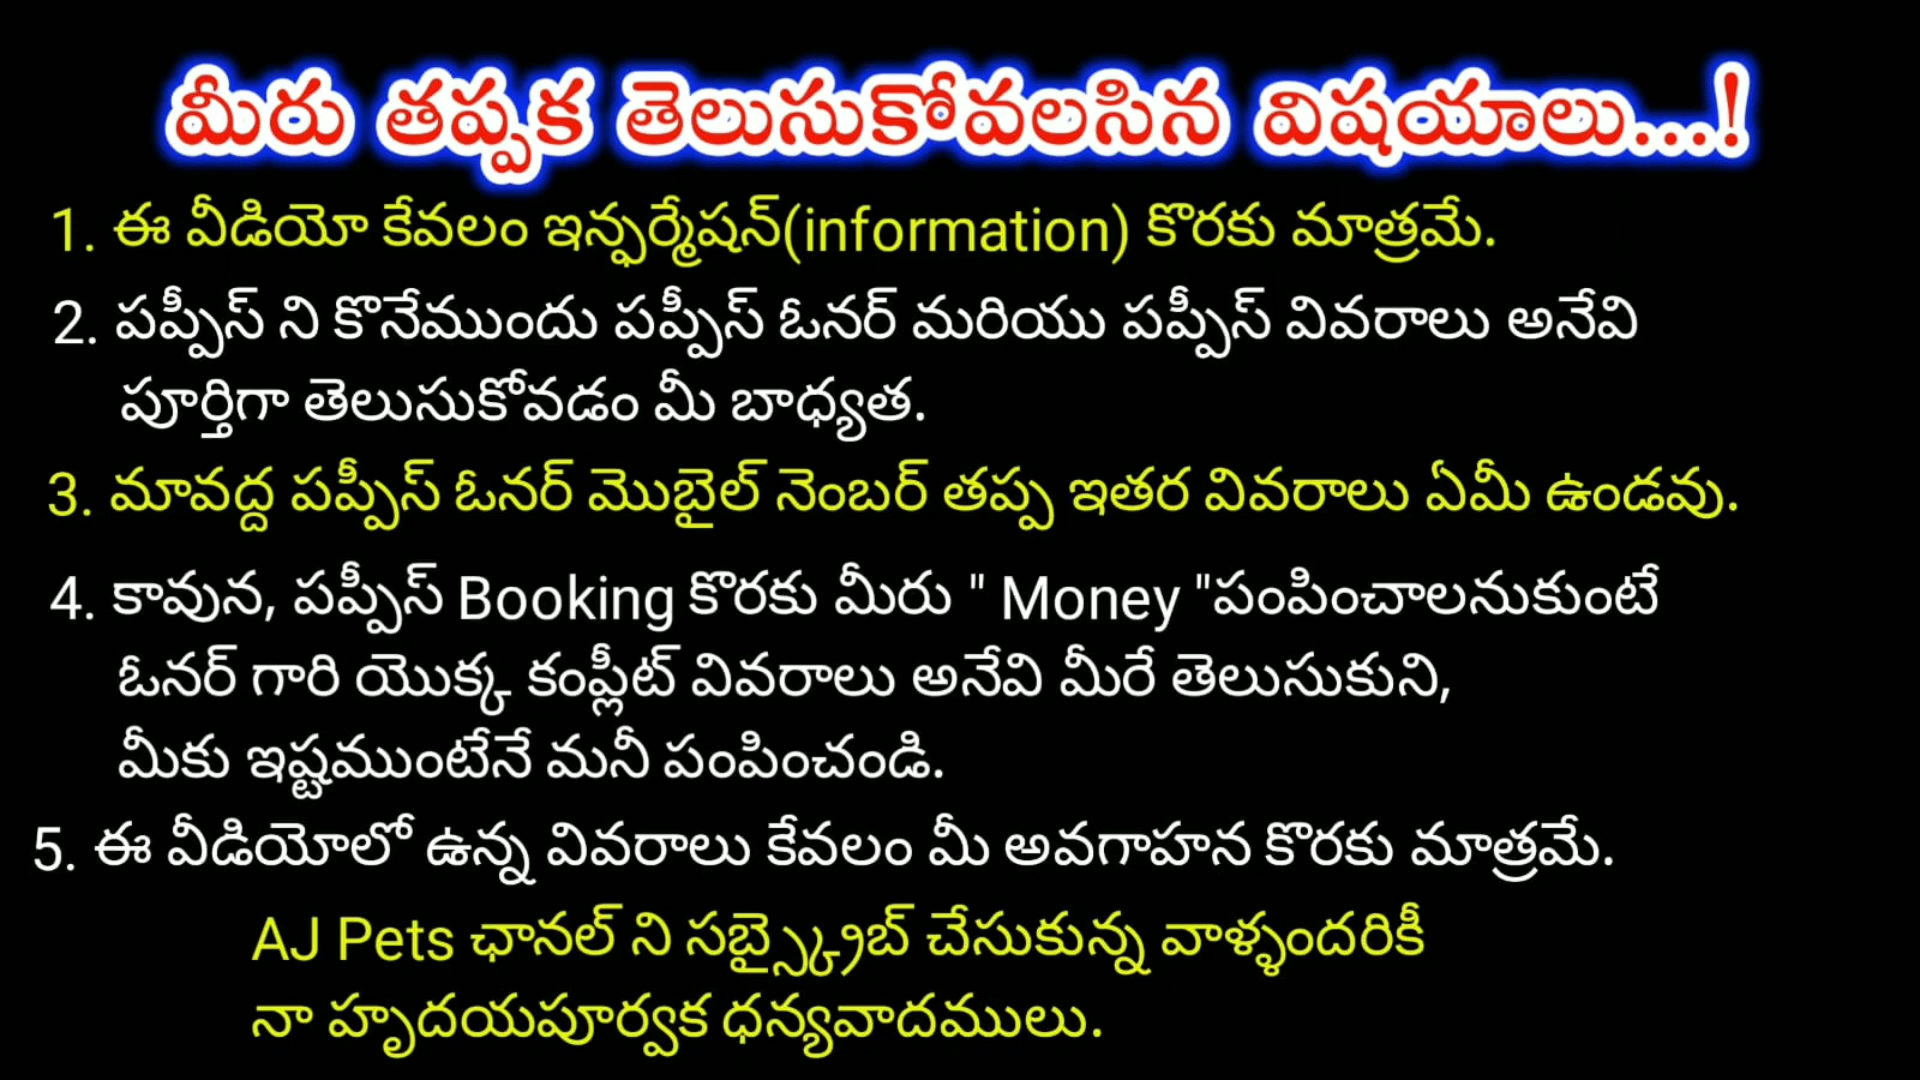 మీరు తప్పక తెలుసుకోవలసిన విషయాలు...!
1. ఈ వీడియో కేవలం ఇన్ఫర్మేషన్(information) కొరకు మాత్రమే.
2. పప్పీస్ ని కొనేముందు పప్పీస్ ఓనర్ మరియు పప్పీస్ వివరాలు అనేవి
పూర్తిగా తెలుసుకోవడం మీ బాధ్యత.
3. మావద్ద పప్పీస్ ఓనర్ మొబైల్ నెంబర్ తప్ప ఇతర వివరాలు ఏమీ ఉండవు.
4. కావున, పప్పీస్ Booking కొరకు మీరు " Money "పంపించాలనుకుంటే
ఓనర్ గారి యొక్క కంప్లీట్ వివరాలు అనేవి మీరే తెలుసుకుని,
మీకు ఇష్టముంటేనే మనీ పంపించండి.
5. ఈ వీడియోలో ఉన్న వివరాలు కేవలం మీ అవగాహన కొరకు మాత్రమే.
AJ Pets ఛానల్ ని సబ్స్క్రైబ్ చేసుకున్న వాళ్ళందరికీ
నా హృదయపూర్వక ధన్యవాదములు.